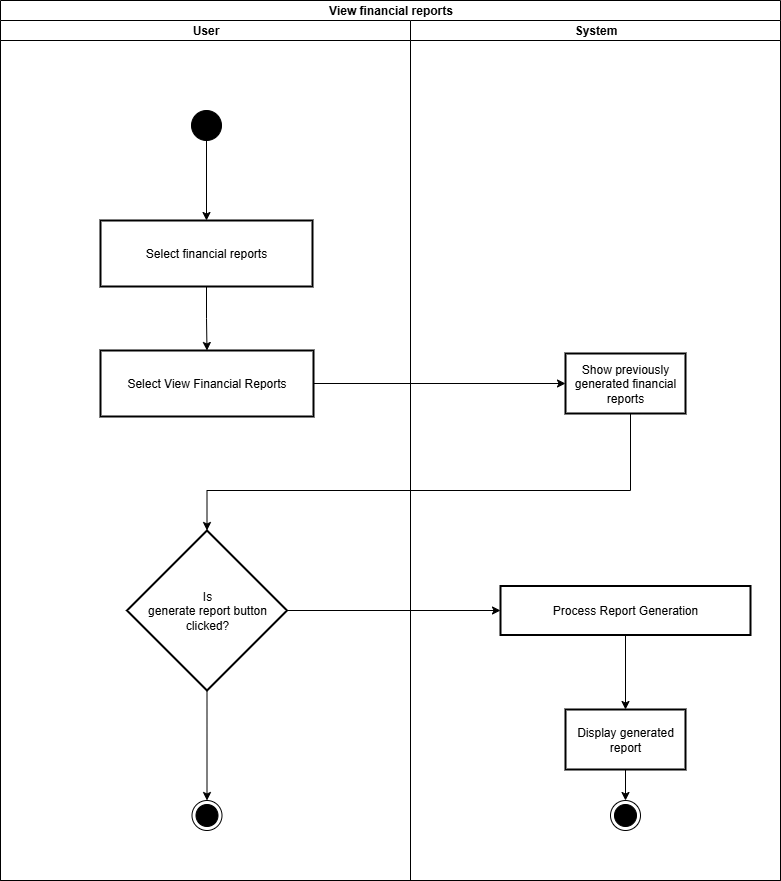 View financial reports
User
System
Select financial reports
Select View Financial Reports
Show previously
generated financial
reports
Is
generate report button
clicked?
Process Report Generation
Display generated
report